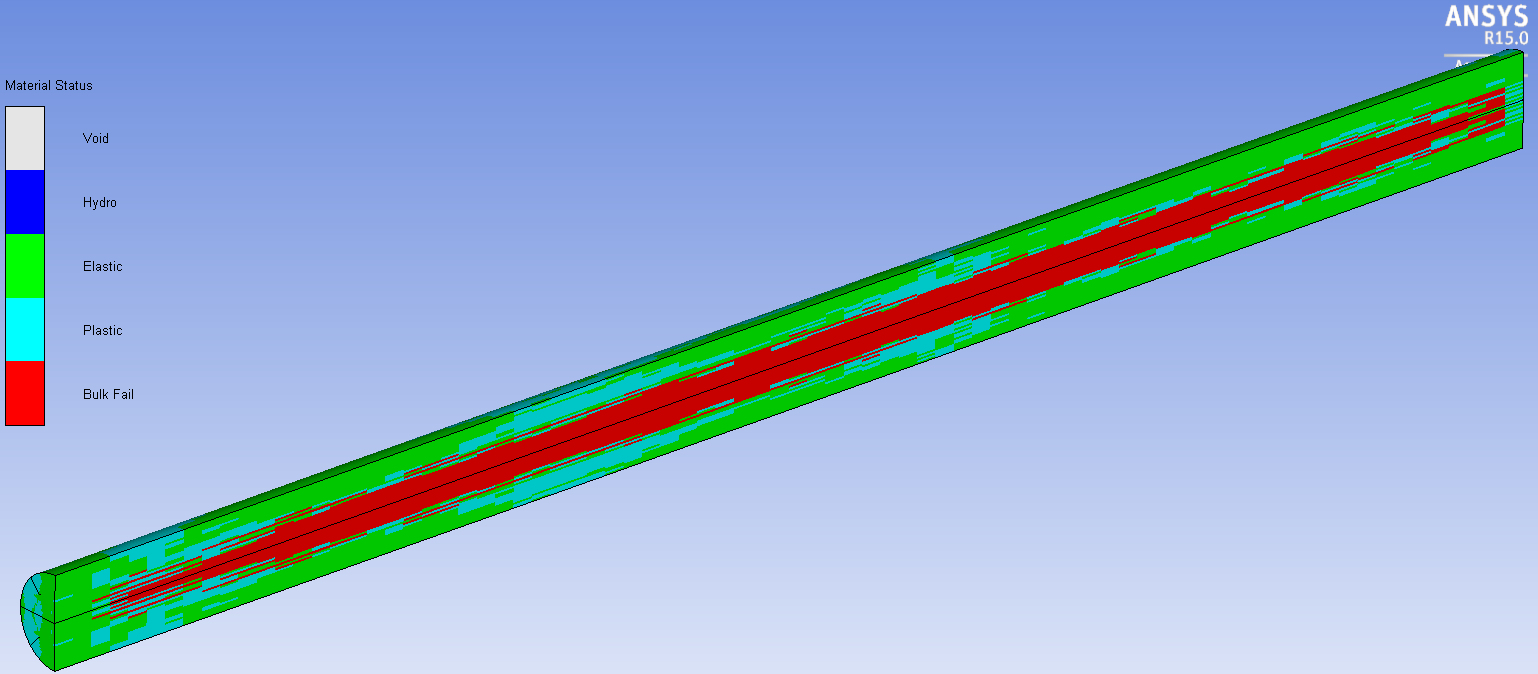 ANSYS
R15.0
Material Status
Void
Hydro
Elastic
Plastic
Bulk Fail